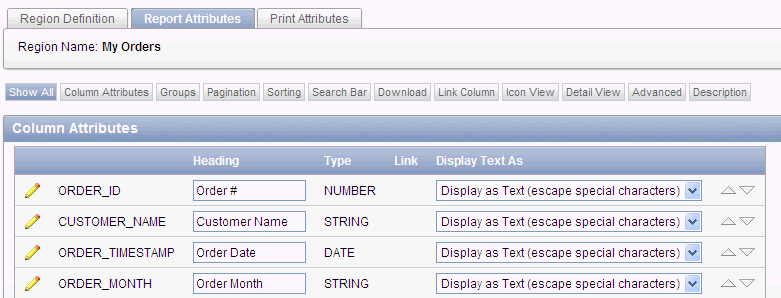 Region Definition Report Attributes Print Attributes
Region Name: My Orders
Show All Column Attributes Groups Pagination Sorting Search Bar Download Link Column Icon View Detail View Advanced Description
Column Attributes
Heading Type Link Display Text As
ORDER_ID Order # NUMBER Display as Text (escape special characters)
CUSTOMER_NAME Customer Name STRING Display as Text (escape special characters)
ORDER_TIMESTAMP Order Date DATE Display as Text (escape special characters)
ORDER_MONTH Order Month STRING Display as Text (escape special characters)